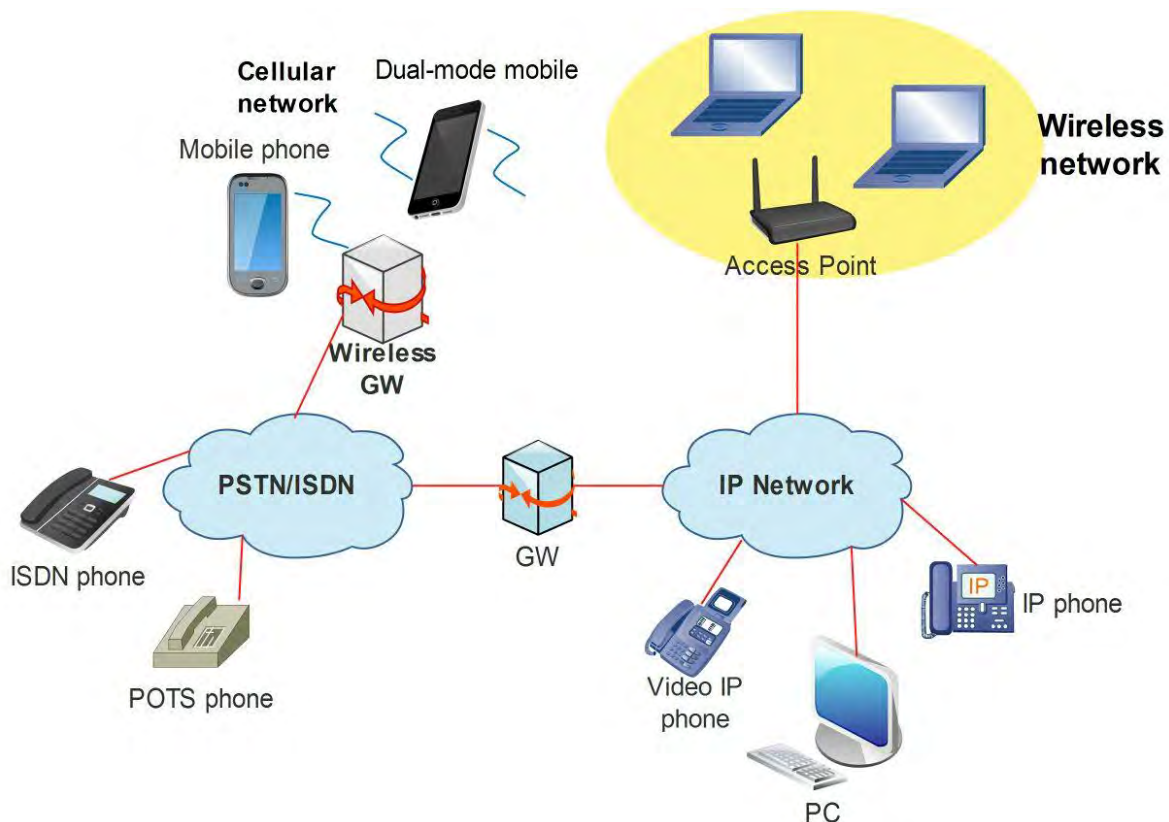 Cellular
network
Dual-mode mobile
Mobile phone
Wireless
network
Access Point
Wireless
GW
PSTN/ISDN
IP Network
GW
ISDN phone
POTS phone
IP
IP phone
Video IP
phone
PC